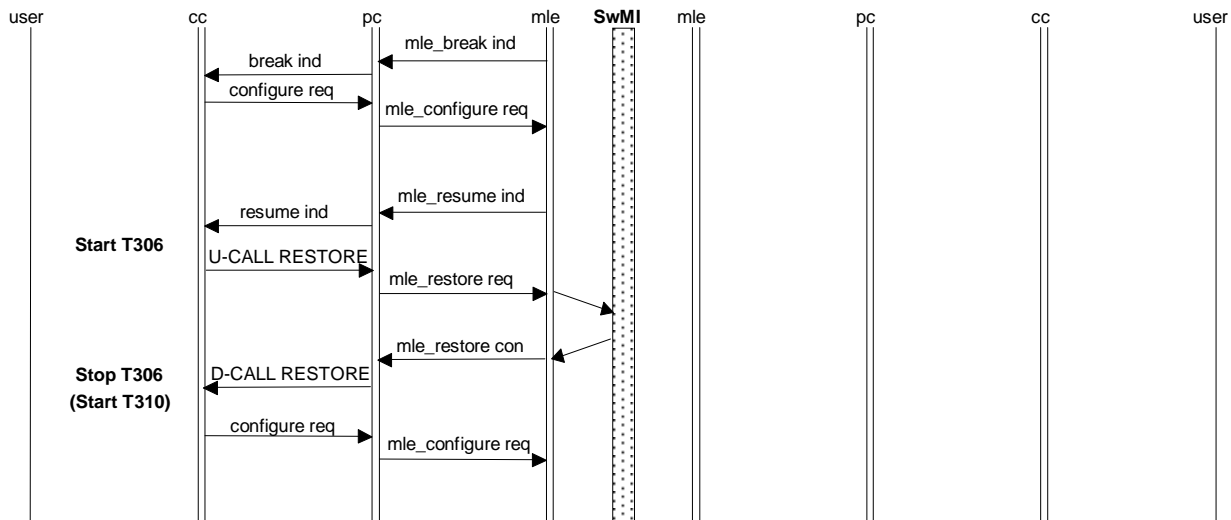 user cc pc mle SwMI mle pc cc user
mle_break ind
break ind
configure req
mle_configure req
mle_resume ind
resume ind
Start T306
U-CALL RESTORE
mle_restore req
mle_restore con
Stop T306 D-CALL RESTORE
(Start T310)
configure req
mle_configure req